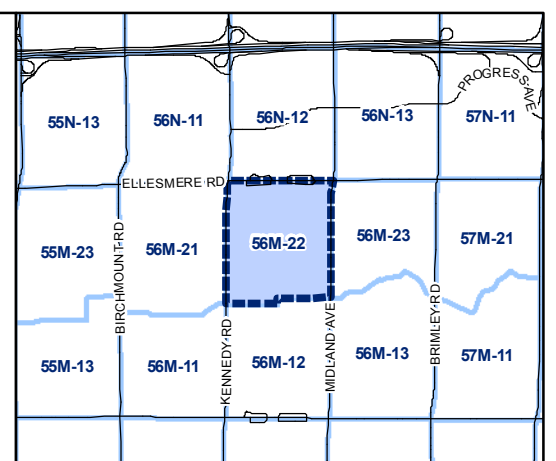 PROGRESS AVE
55N-13
56N-11
56N-12
56N-13
57N-11
ELLESMERE RD
55M-23
56M-21
56M-22
56M-23
57M-21
BIRCHMOUNT RD
KENNEDY RD
MIDLAND AVE
BRIMLEY RD
55M-13
56M-11
56M-12
56M-13
57M-11